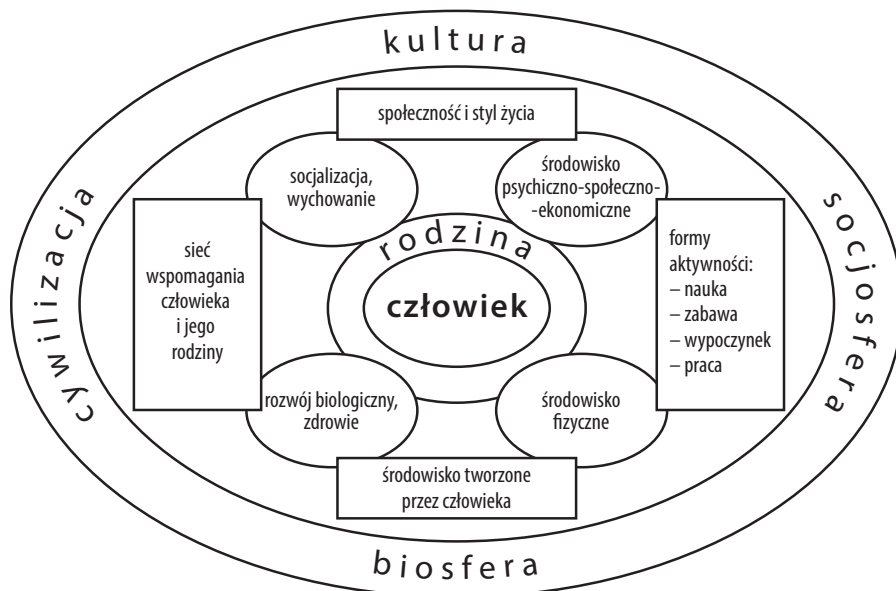 kultura
społeczność i styl życia
socjalizacja,
wychowanie
środowisko
psychiczno-społeczno-
-ekonomiczne
cywilizacja
sieć
wspomagania
człowieka
i jego
rodziny
rodzina
człowiek
formy
aktywności:
– nauka
– zabawa
– wypoczynek
– praca
socjosfera
rozwój biologiczny,
zdrowie
środowisko
fizyczne
środowisko tworzone
przez człowieka
biosfera